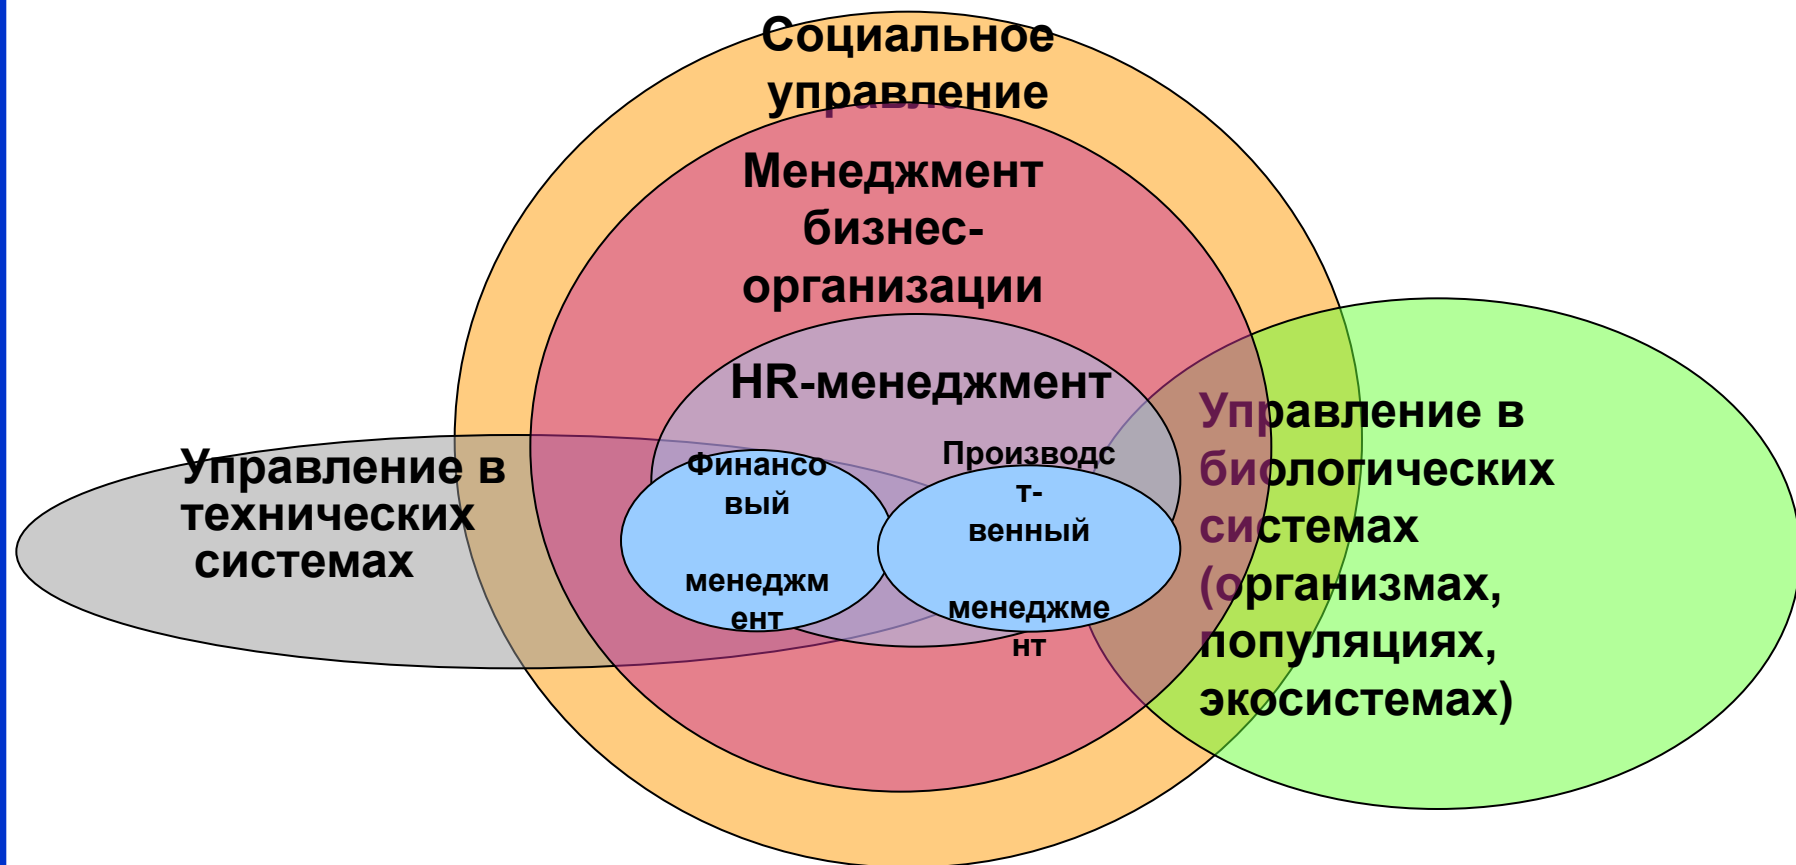 Социальное
управление
Менеджмент
бизнес-
организации
HR-менеджмент
Управление в
технических
системах
Финансо
вый
менеджм
ент
Производс
т-
венный
менеджме
нт
Управление в
биологических
системах
(организмах,
популяциях,
экосистемах)